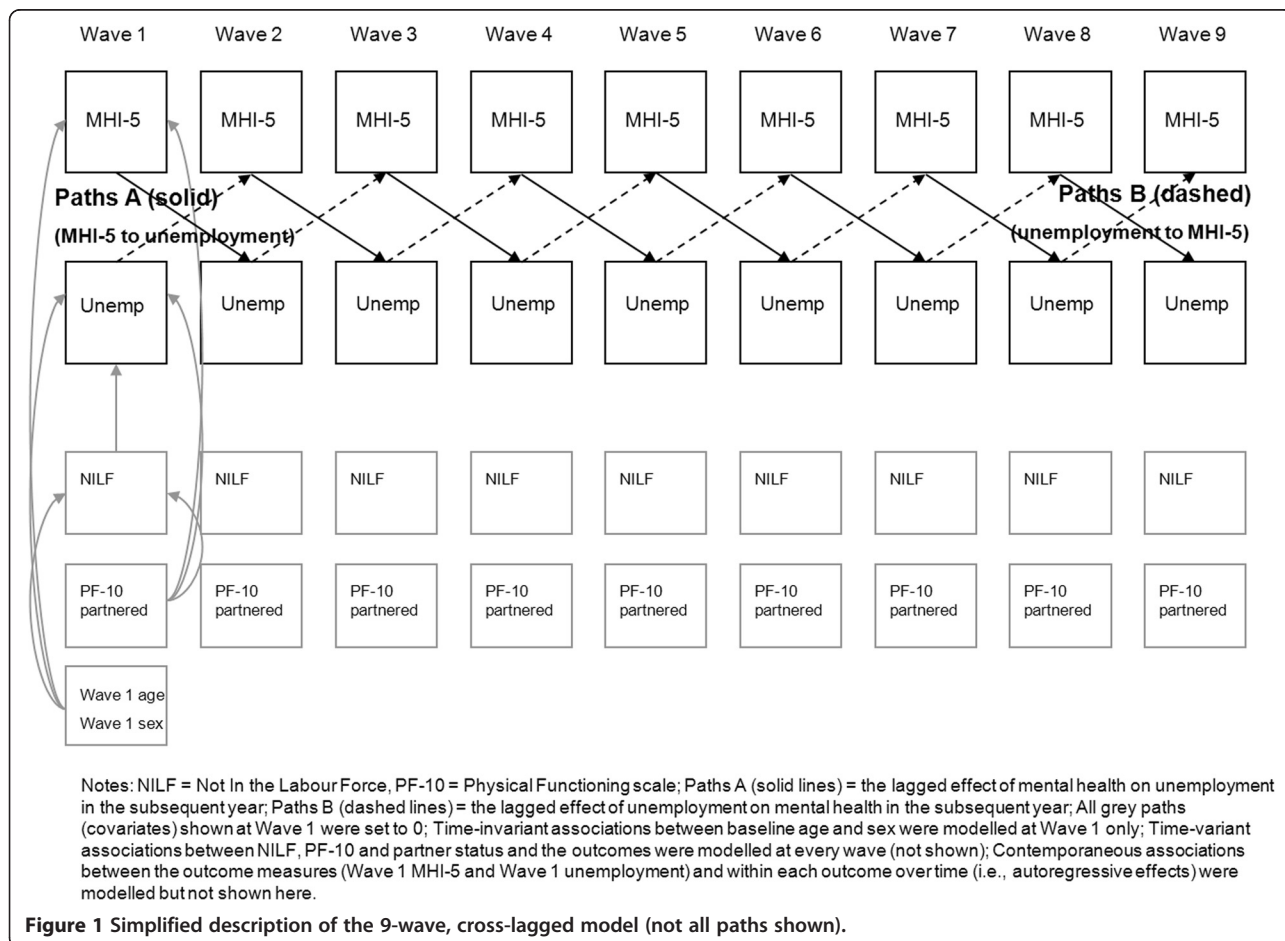 Wave 1 Wave 2 Wave 3 Wave 4 Wave 5 Wave 6 Wave 7 Wave 8 Wave 9
MHI-5 MHI-5 MHI-5 MHI-5 MHI-5 MHI-5 MHI-5 MHI-5 MHI-5
Paths A (solid) Paths B (dashed)
(MHI-5 to unemployment) (unemployment to MHI-5)
Unemp Unemp Unemp Unemp Unemp Unemp Unemp Unemp Unemp
NILF NILF NILF NILF NILF NILF NILF NILF NILF
PF-10 PF-10 PF-10 PF-10 PF-10 PF-10 PF-10 PF-10 PF-10
partnered partnered partnered partnered partnered partnered partnered partnered partnered
Wave 1 age
Wave 1 sex
Notes: NILF = Not In the Labour Force, PF-10 = Physical Functioning scale; Paths A (solid lines) = the lagged effect of mental health on unemployment
in the subsequent year; Paths B (dashed lines) = the lagged effect of unemployment on mental health in the subsequent year; All grey paths
(covariates) shown at Wave 1 were set to 0; Time-invariant associations between baseline age and sex were modelled at Wave 1 only; Time-variant
associations between NILF, PF-10 and partner status and the outcomes were modelled at every wave (not shown); Contemporaneous associations
between the outcome measures (Wave 1 MHI-5 and Wave 1 unemployment) and within each outcome over time (i.e., autoregressive effects) were
modelled but not shown here.
Figure 1 Simplified description of the 9-wave, cross-lagged model (not all paths shown).